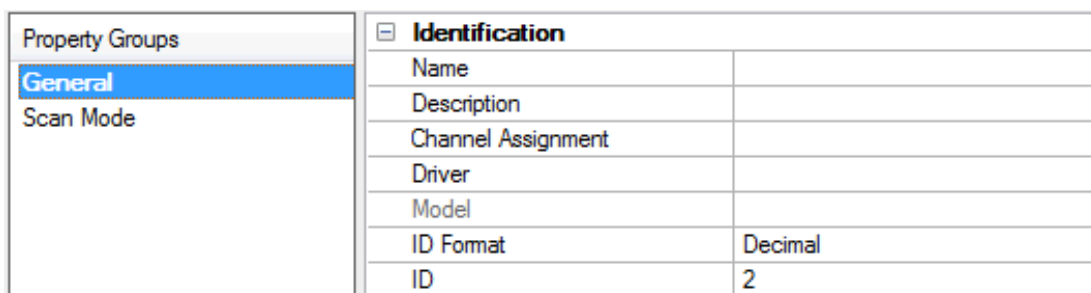 Property Groups
General
Scan Mode
Identification
Name
Description
Channel Assignment
Driver
Model
ID Format Decimal
ID 2